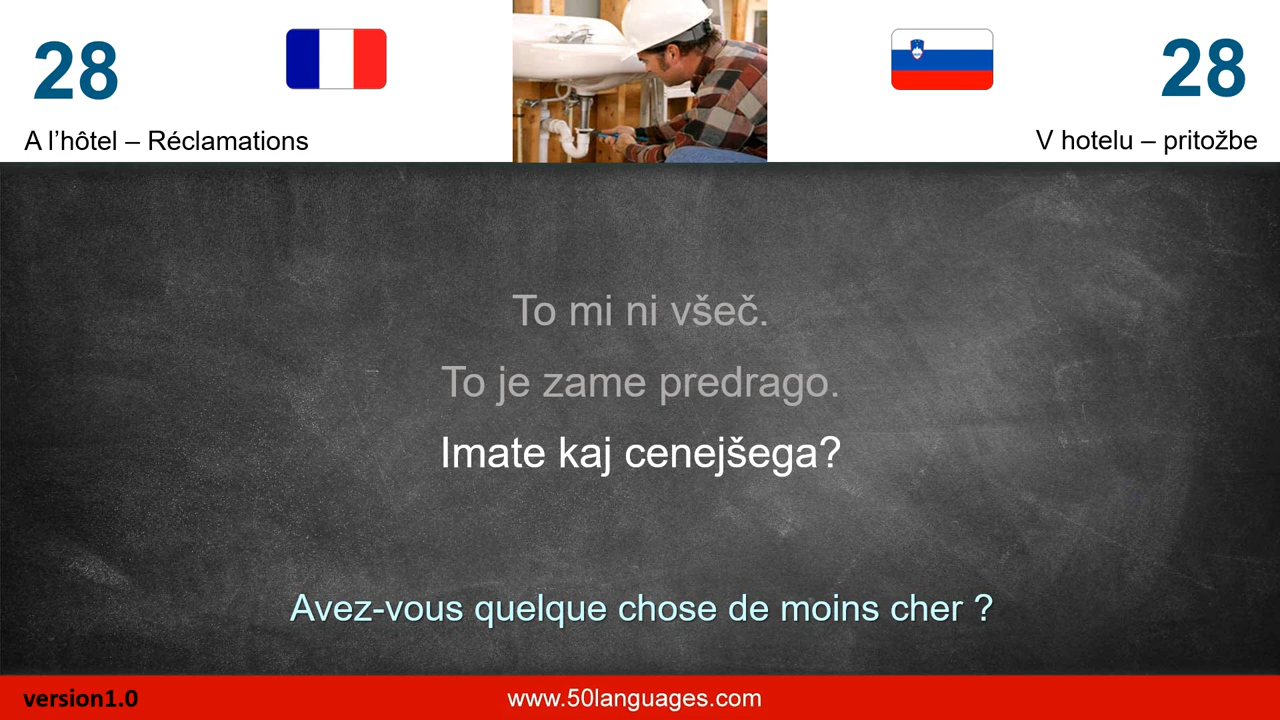 28
28
A l'hôtel – Réclamations
V hotelu – pritožbe
To mi ni všeč.
To je zame predrago.
Imate kaj cenejšega?
Avez-vous quelque chose de moins cher ?
version1.0
www.50languages.com